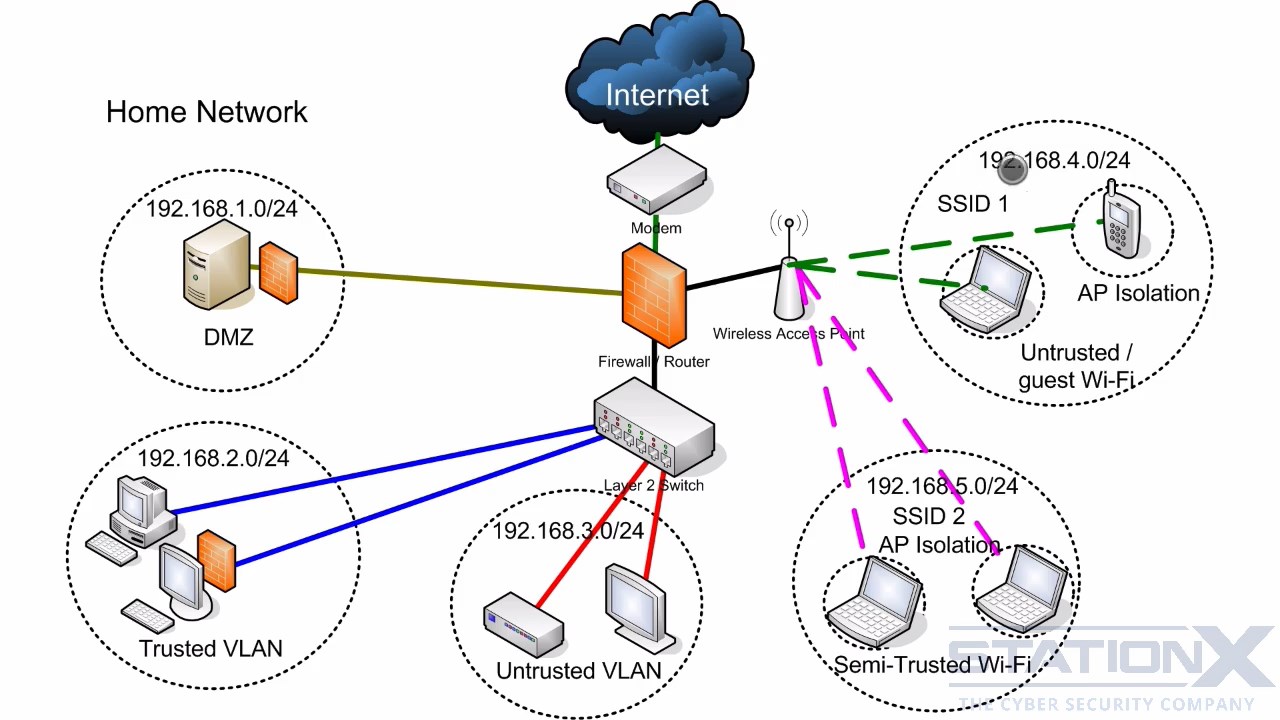 Internet
Home Network
Modem
192.168.1.0/24
DMZ
Firewall / Router
Wireless Access Point
192.168.4.0/24
SSID 1
AP Isolation
Untrusted /
guest Wi-Fi
Layer 2 Switch
192.168.2.0/24
Trusted VLAN
192.168.3.0/24
Untrusted VLAN
192.168.5.0/24
SSID 2
AP Isolation
Semi-Trusted Wi-Fi
STATIONX
THE CYBER SECURITY COMPANY